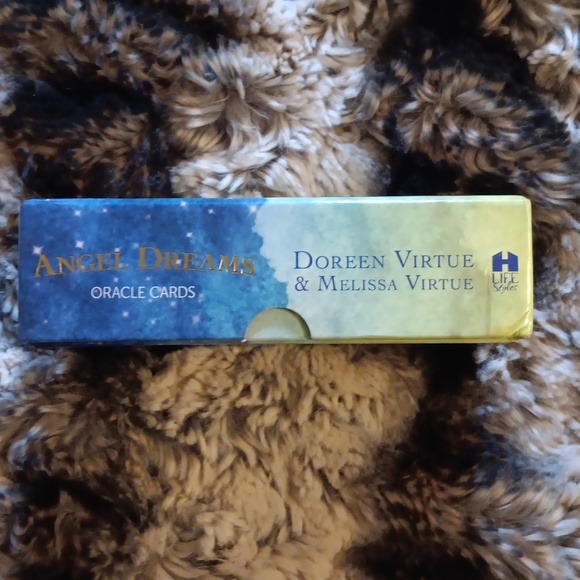 ANGEL DREAMS
ORACLE CARDS
DOREEN VIRTUE
& MELISSA VIRTUE
H
LIFE
Styles